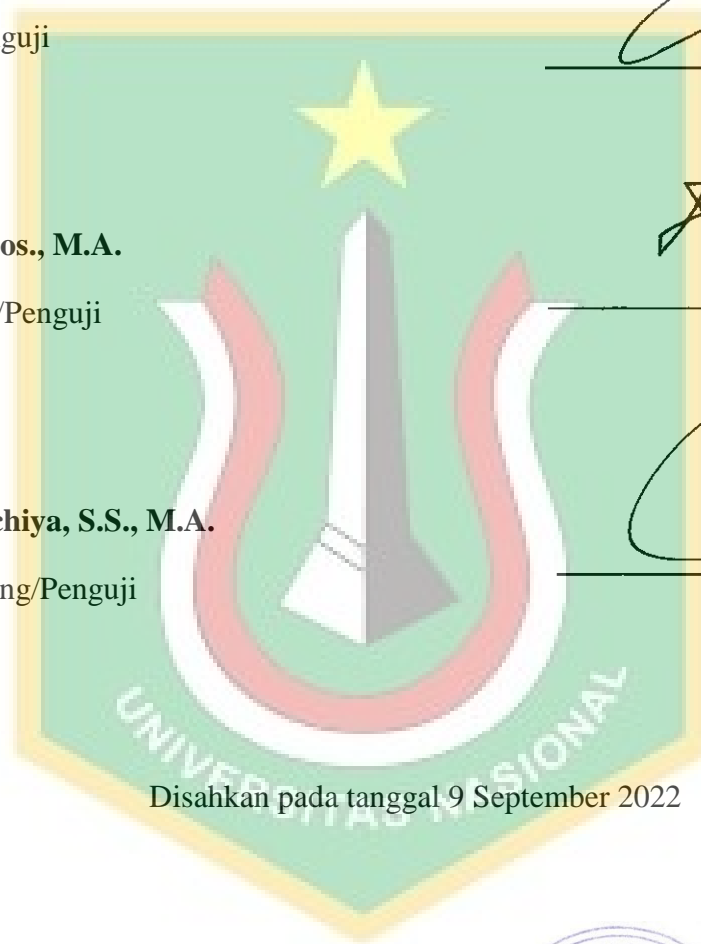 guji
os., M.A.
/Penguji
chiya, S.S., M.A.
ng/Penguji
UNIVERSITAS NASIONAL
Disahkan pada tanggal 9 September 2022